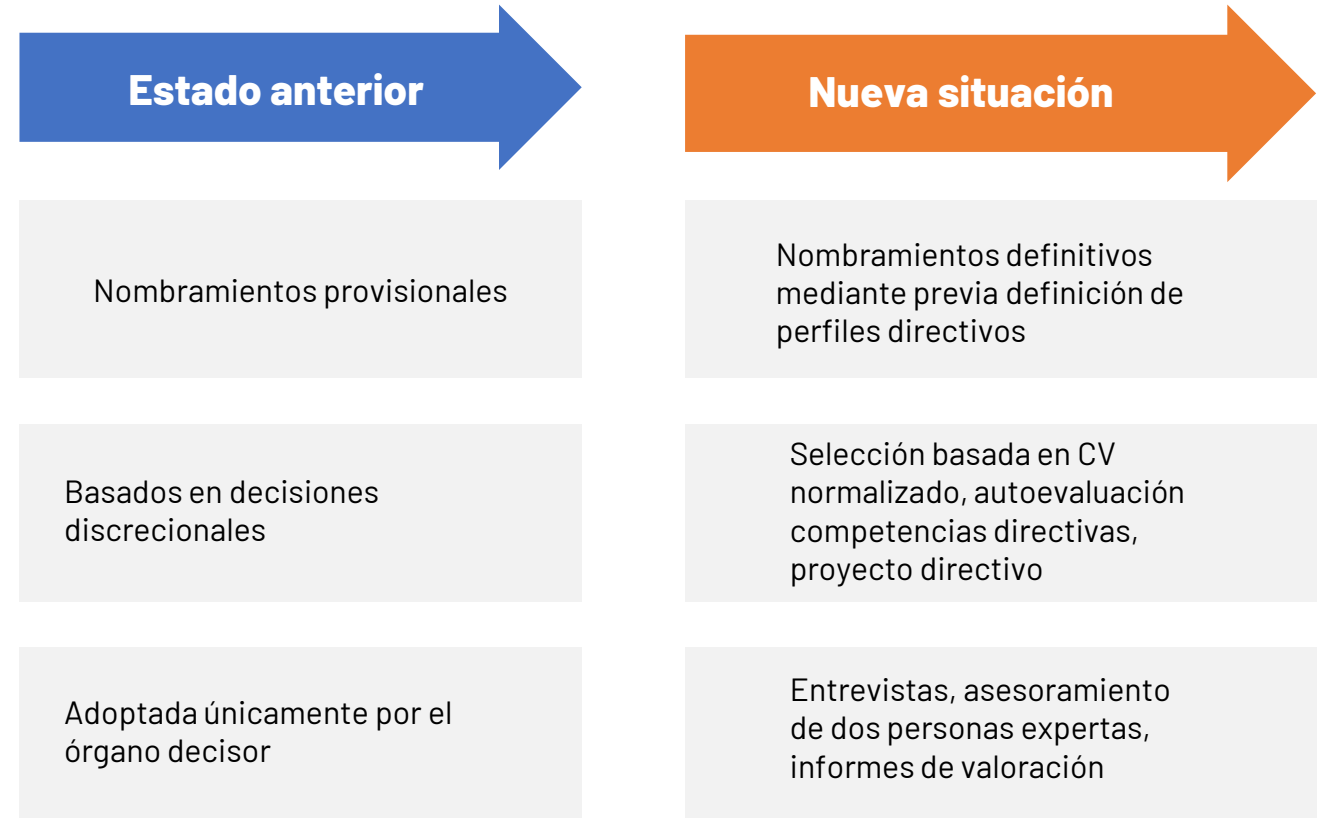 Estado anterior
Nueva situación
Nombramientos provisionales
Nombramientos definitivos
mediante previa definición de
perfiles directivos
Basados en decisiones
discrecionales
Selección basada en CV
normalizado, autoevaluación
competencias directivas,
proyecto directivo
Adoptada únicamente por el
órgano decisor
Entrevistas, asesoramiento
de dos personas expertas,
informes de valoración